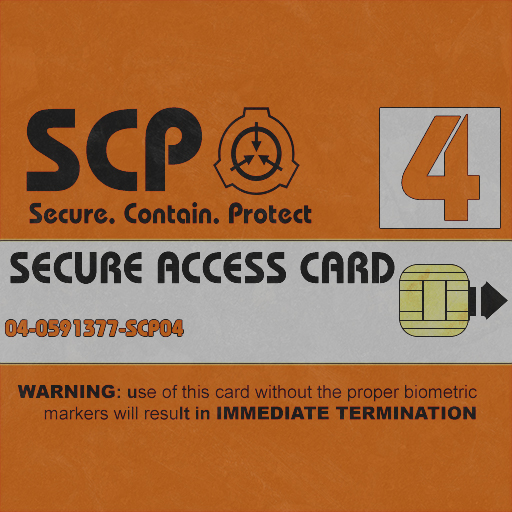 SCP
4
Secure. Contain. Protect
SECURE ACCESS CARD
04-0591377-SCP04
WARNING: use of this card without the proper biometric
markers will result in IMMEDIATE TERMINATION